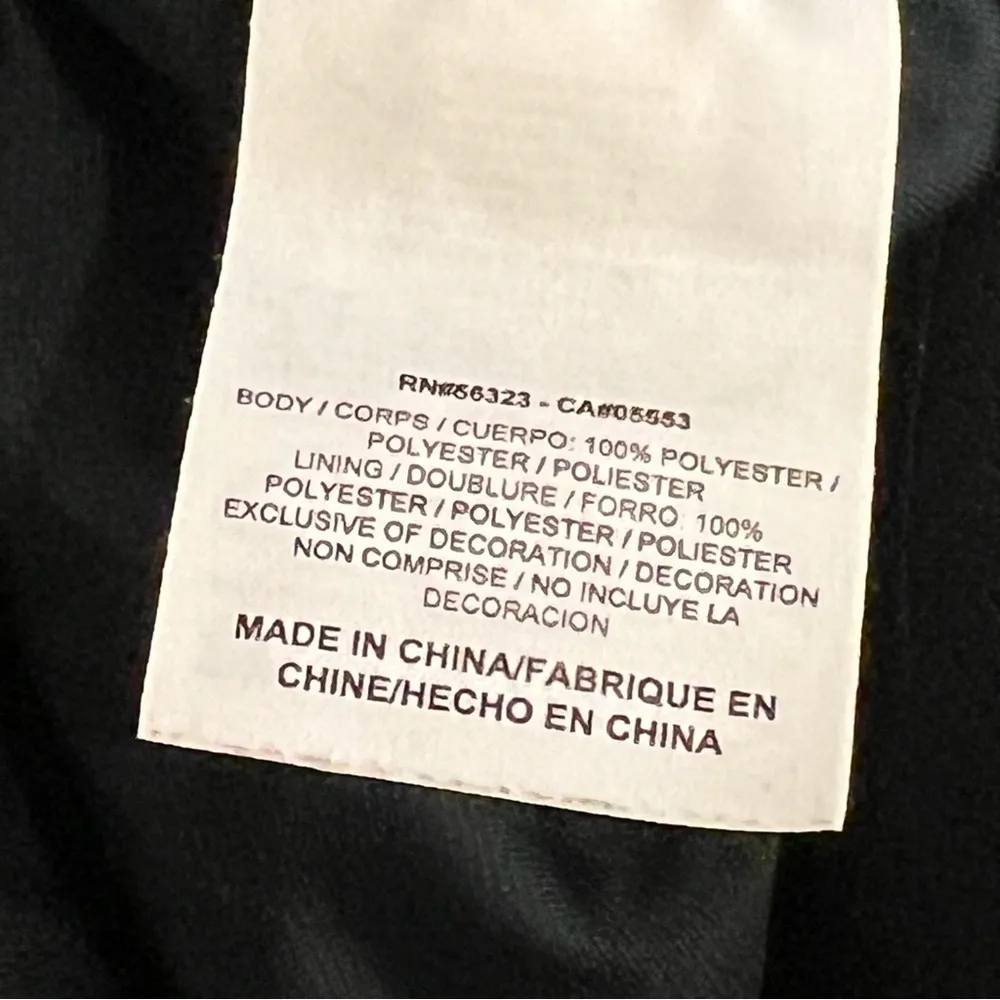 RN#56323 - CA#05553
BODY / CORPS / CUERPO: 100% POLYESTER /
POLYESTER / POLIESTER
LINING / DOUBLURE / FORRO: 100%
POLYESTER / POLYESTER / POLIESTER
EXCLUSIVE OF DECORATION / DECORATION
NON COMPRISE / NO INCLUYE LA
DECORACION
MADE IN CHINA/FABRIQUE EN
CHINE/HECHO EN CHINA